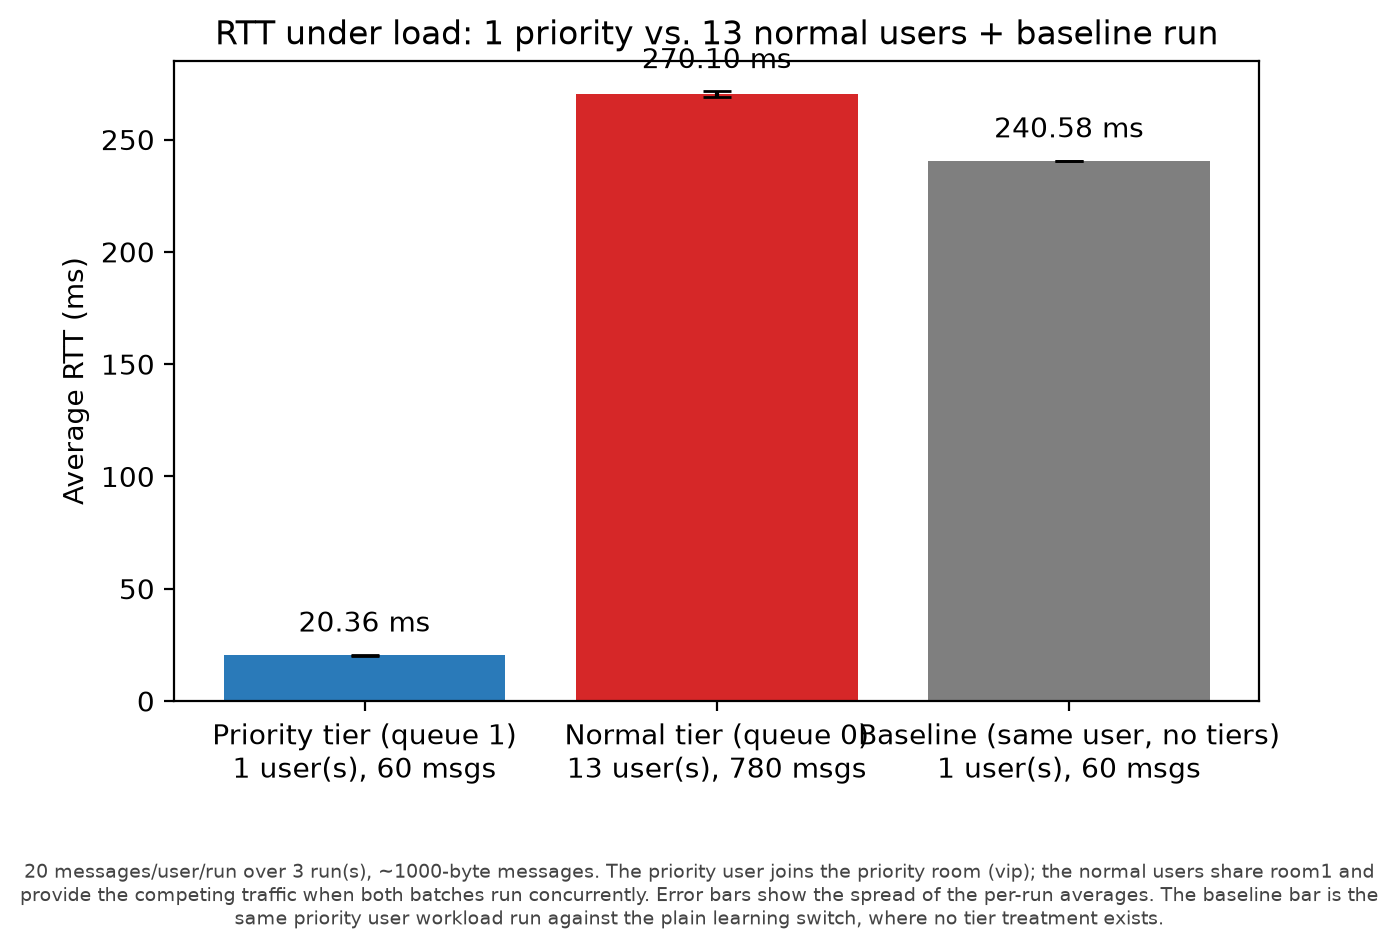 RTT under load: 1 priority vs. 13 normal users + baseline run
270.10 ms
240.58 ms
20.36 ms
Average RTT (ms)
250
200
150
100
50
0
Priority tier (queue 1)
1 user(s), 60 msgs
Normal tier (queue 0)
13 user(s), 780 msgs
Baseline (same user, no tiers)
1 user(s), 60 msgs
20 messages/user/run over 3 run(s), ~1000-byte messages. The priority user joins the priority room (vip); the normal users share room1 and
provide the competing traffic when both batches run concurrently. Error bars show the spread of the per-run averages. The baseline bar is the
same priority user workload run against the plain learning switch, where no tier treatment exists.